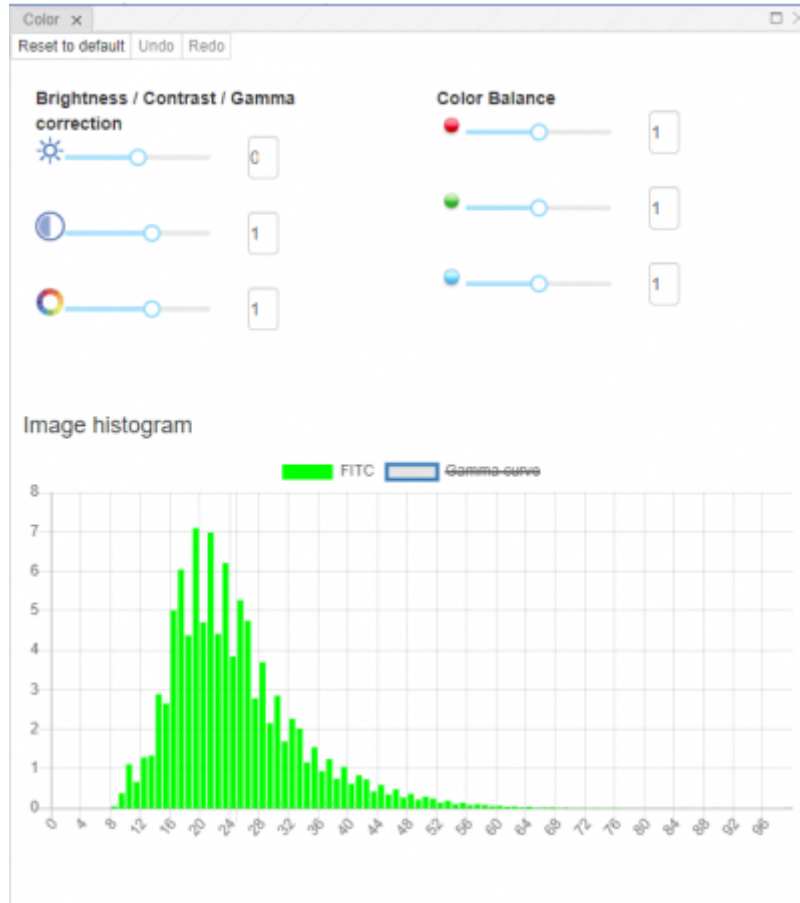 Color x
Reset to default Undo Redo
Brightness / Contrast / Gamma
correction
Color Balance
0
1
1
1
1
1
Image histogram
FITC Gamma curve
8
7
6
5
4
3
2
1
0
0 4 8 12 16 20 24 28 32 36 40 44 48 52 56 60 64 68 72 76 80 84 88 92 96